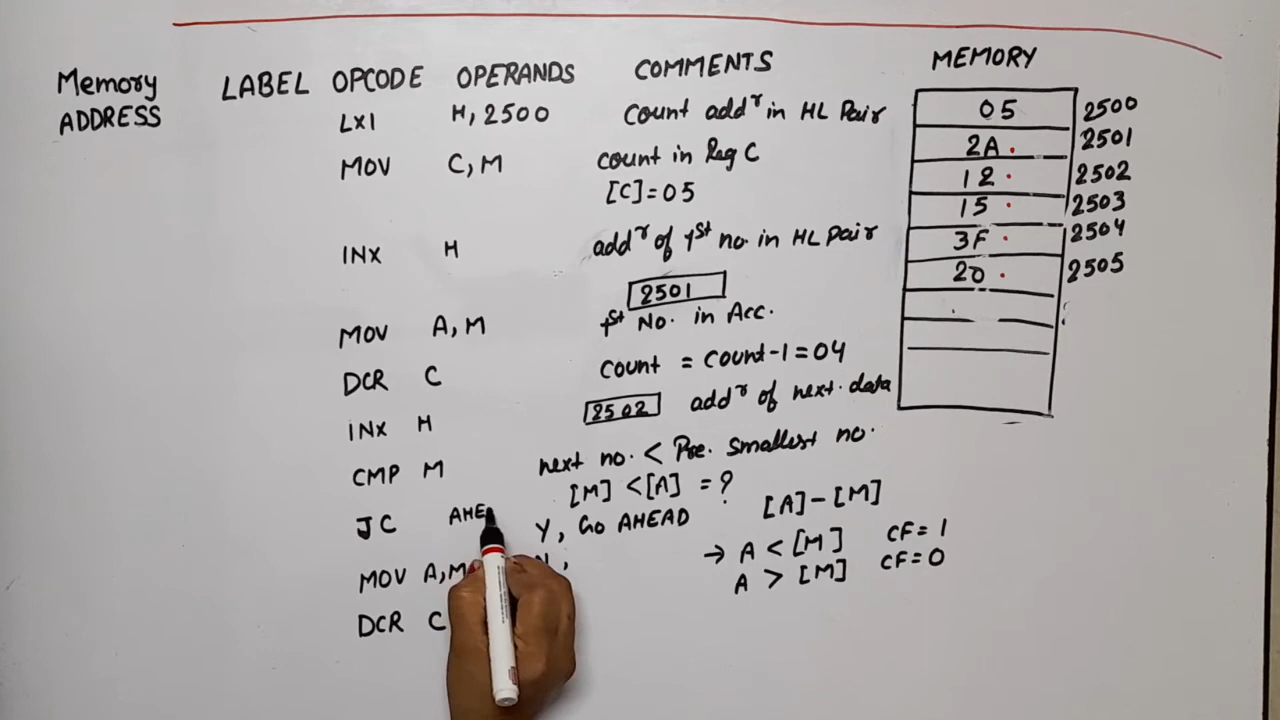 Memory ADDRESS LABEL OPCODE OPERANDS COMMENTS MEMORY
LXI H, 2500 Count addr in HL Pair 05 2500
MOV C, M count in Reg C 2A 2501
[C]=05 12 2502
15 2503
INX H addr of 1st no. in HL Pair 3F 2504
2501 20 2505
MOV A, M 1st No. in Acc.
DCR C Count = Count-1=04
INX H 2502 addr of next data
CMP M next no. < Pre. smallest no.
[M] <[A] = ?
JC AHE Y, Go AHEAD [A]-[M]
→ A < [M] CF=1
MOV A, M N, A > [M] CF=0
DCR C